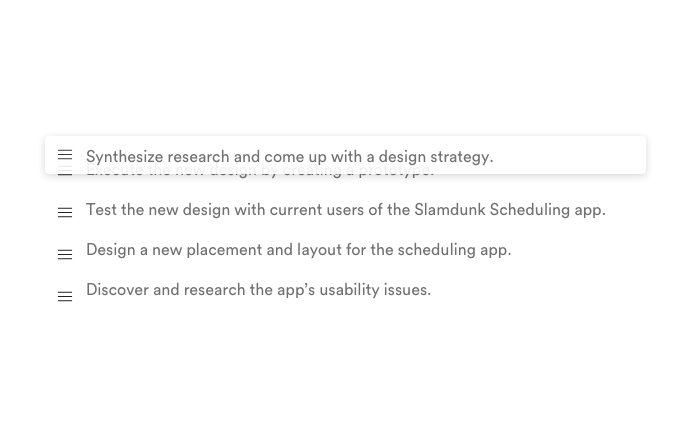 Synthesize research and come up with a design strategy.
Execute the new design by creating a prototype.
Test the new design with current users of the Slamdunk Scheduling app.
Design a new placement and layout for the scheduling app.
Discover and research the app’s usability issues.